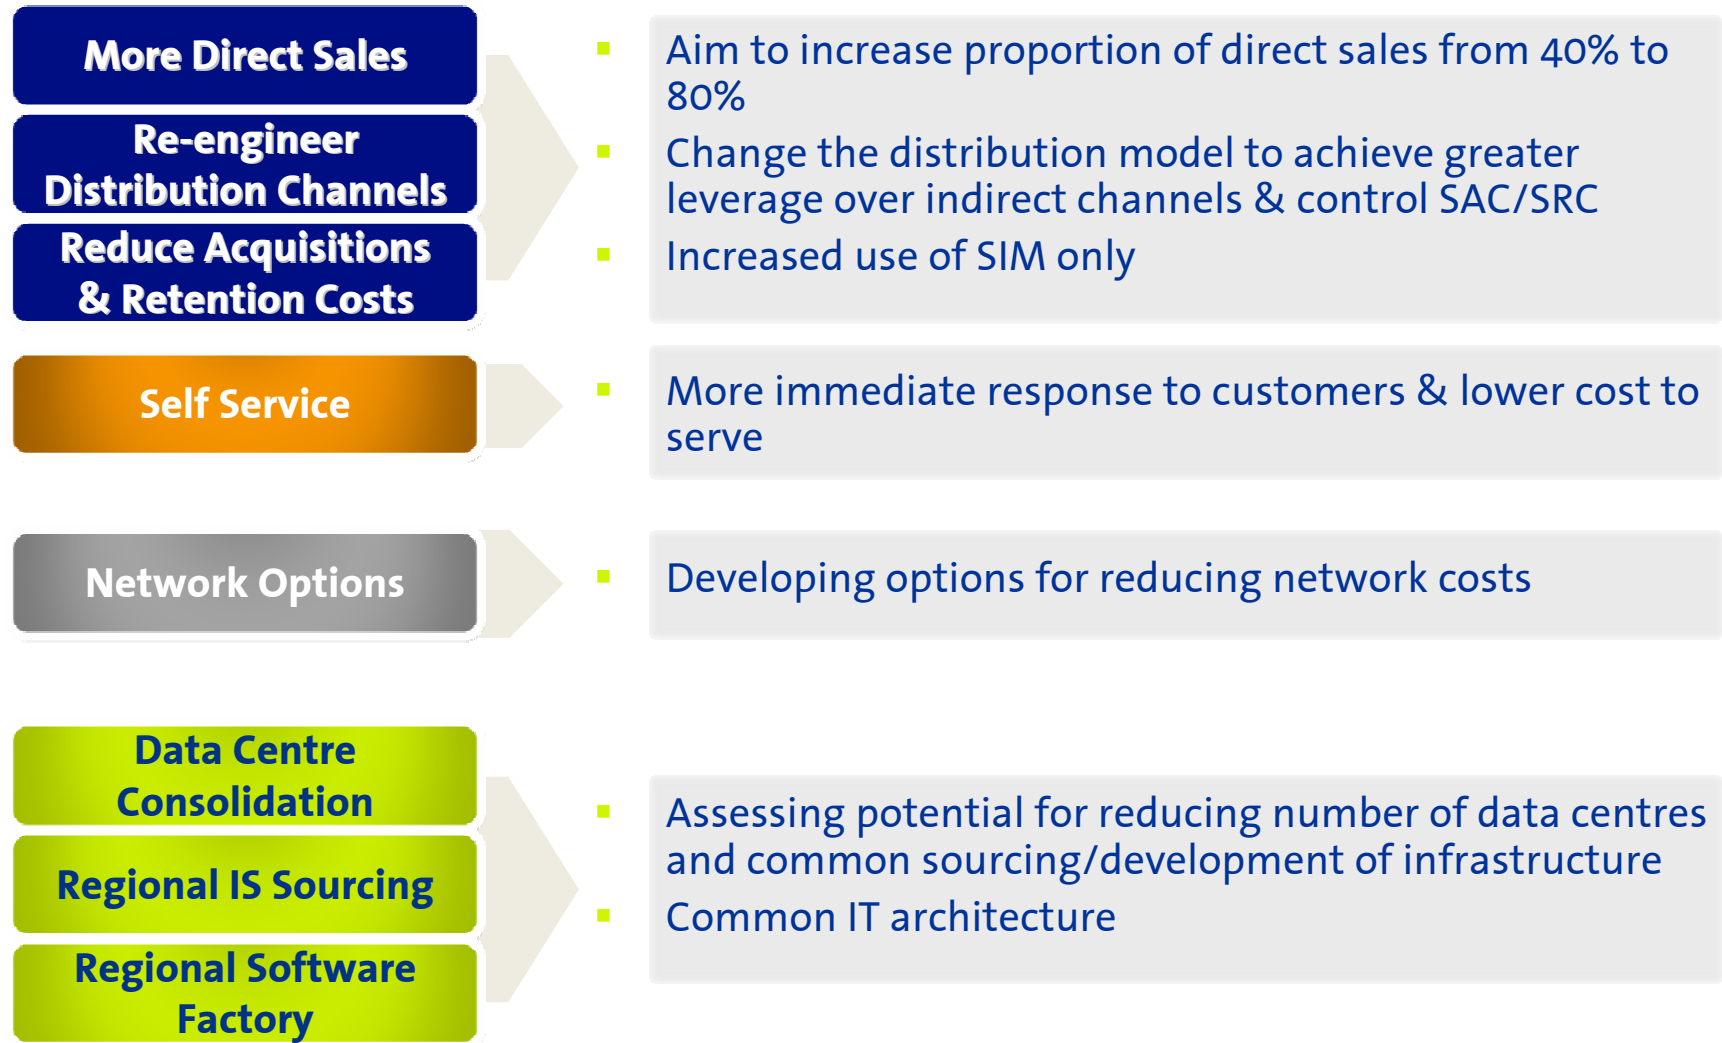 More Direct Sales
Re-engineer
Distribution Channels
Reduce Acquisitions
& Retention Costs
Aim to increase proportion of direct sales from 40% to
80%
Change the distribution model to achieve greater
leverage over indirect channels & control SAC/SRC
Increased use of SIM only
Self Service
More immediate response to customers & lower cost to
serve
Network Options
Developing options for reducing network costs
Data Centre
Consolidation
Regional IS Sourcing
Regional Software
Factory
Assessing potential for reducing number of data centres
and common sourcing/development of infrastructure
Common IT architecture